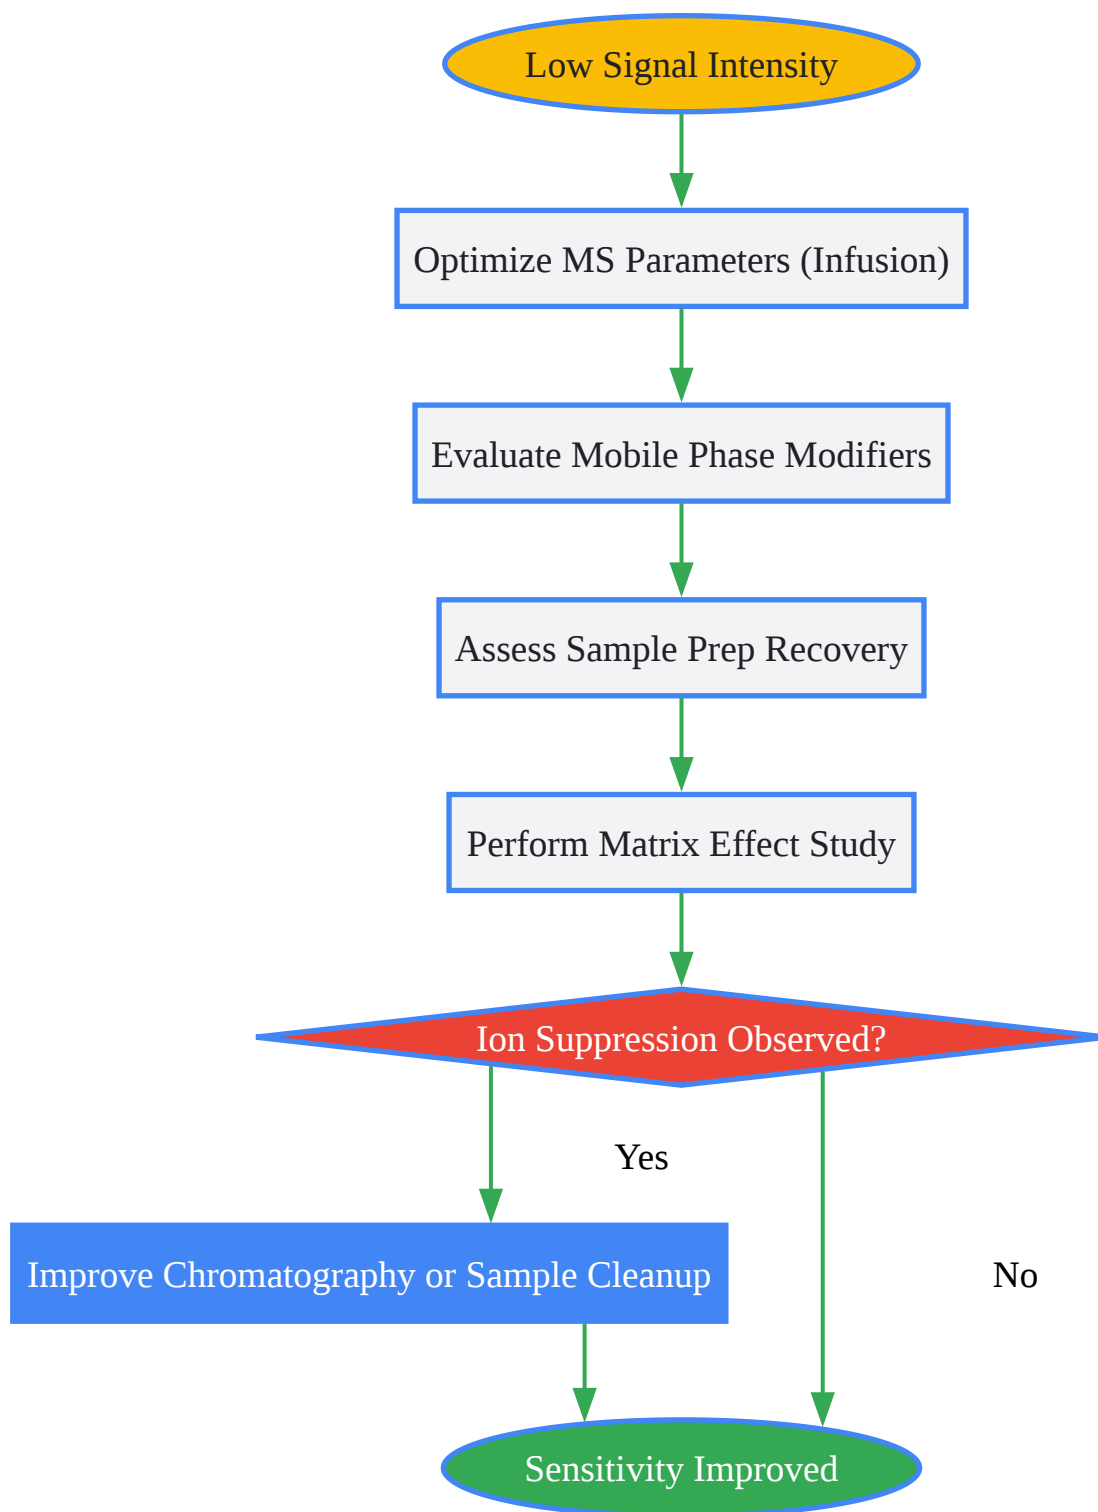 Low Signal Intensity
Optimize MS Parameters (Infusion)
Evaluate Mobile Phase Modifiers
Assess Sample Prep Recovery
Perform Matrix Effect Study
Ion Suppression Observed?
Yes
Improve Chromatography or Sample Cleanup
No
Sensitivity Improved